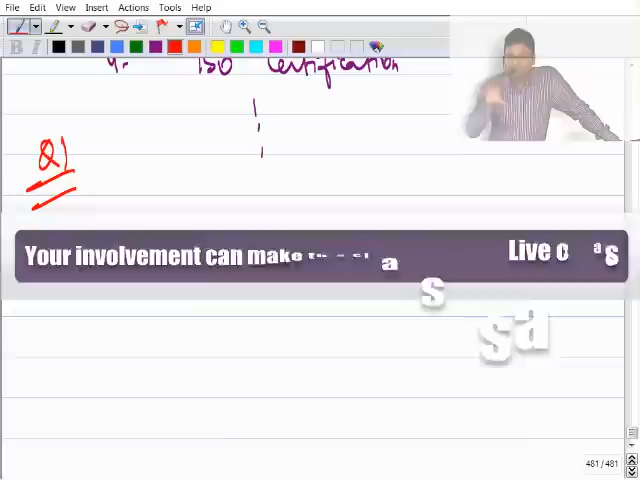 File Edit View Insert Actions Tools Help
4. ISO Certification
Q1
Your involvement can make
Live
481 / 481